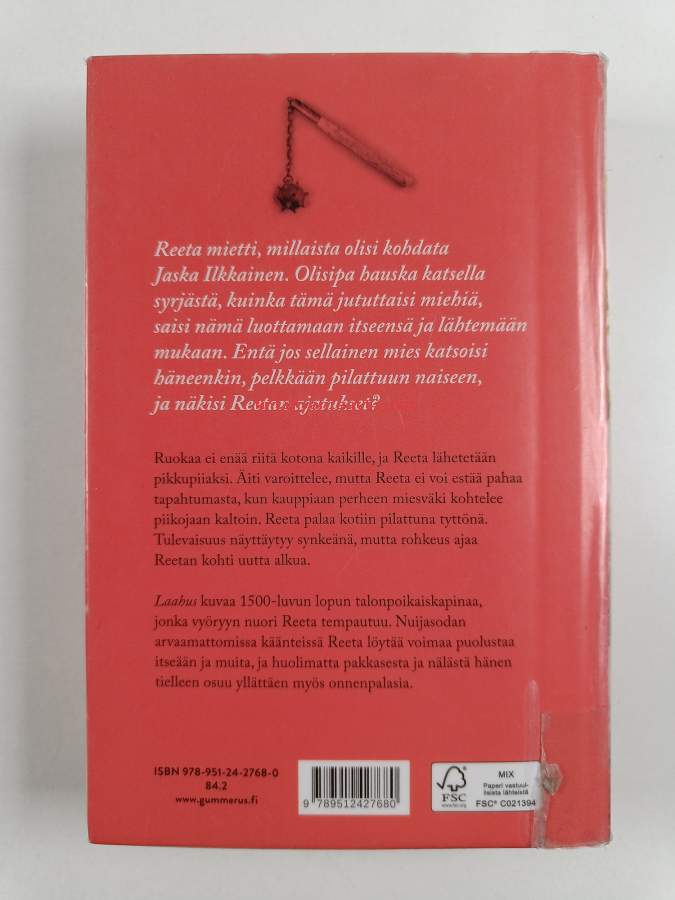 Reeta mietti, millaista olisi kohdata
Jaska Ilkkainen. Olisipa hauska katsella
syrjästä, kuinka tämä jututtaisi miehiä,
saisi nämä luottamaan itseensä ja lähtemään
mukaan. Entä jos sellainen mies katsoisi
häneenkin, pelkkään pilattuun naiseen,
ja näkisi Reetan ajatukset?
Ruokaa ei enää riitä kotona kaikille, ja Reeta lähetetään
pikkupiiaksi. Äiti varoittelee, mutta Reeta ei voi estää pahaa
tapahtumasta, kun kauppiaan perheen miesväki kohtelee
piikojaan kaltoin. Reeta palaa kotiin pilattuna tyttönä.
Tulevaisuus näyttäytyy synkeänä, mutta rohkeus ajaa
Reetan kohti uutta alkua.
Laahus kuvaa 1500-luvun lopun talonpoikaiskapinaa,
jonka vyöryyn nuori Reeta tempautuu. Nuijasodan
arvaamattomissa käänteissä Reeta löytää voimaa puolustaa
itseään ja muita, ja huolimatta pakkasesta ja nälästä hänen
tielleen osuu yllättäen myös onnenpalasia.
ISBN 978-951-24-2768-0
84.2
www.gummerus.fi
9 789512 427680
FSC
www.fsc.org
MIX
Paperi vastuul-
lisista lähteistä
FSC® C021394